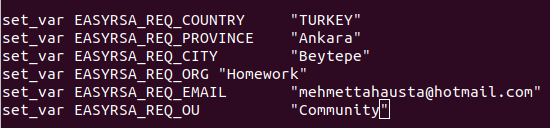 set_var EASYRSA_REQ_COUNTRY     "TURKEY"
set_var EASYRSA_REQ_PROVINCE    "Ankara"
set_var EASYRSA_REQ_CITY        "Beytepe"
set_var EASYRSA_REQ_ORG "Homework"
set_var EASYRSA_REQ_EMAIL       "mehmettahausta@hotmail.com"
set_var EASYRSA_REQ_OU          "Community"